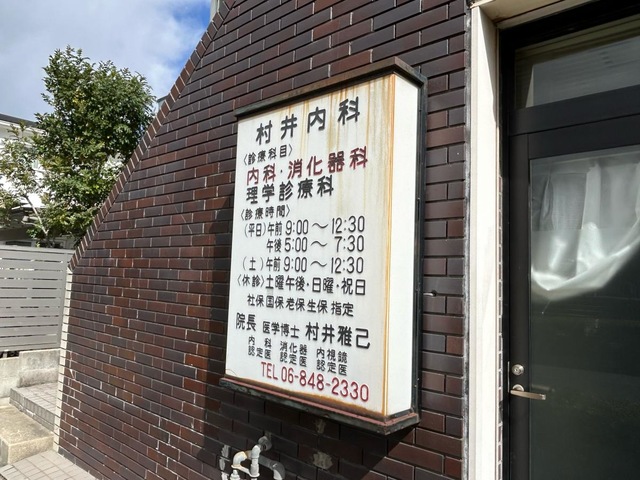 村井内科
〈診療科目〉
内科・消化器科
理学診療科
〈診療時間〉
(平日)午前9:00〜12:30
午後5:00〜7:30
(土)午前9:00〜12:30
〈休診〉土曜午後・日曜・祝日
社保国保老保生保指定
院長 医学博士 村井雅己
内科 消化器 内視鏡
認定医 認定医 認定医
TEL 06-848-2330